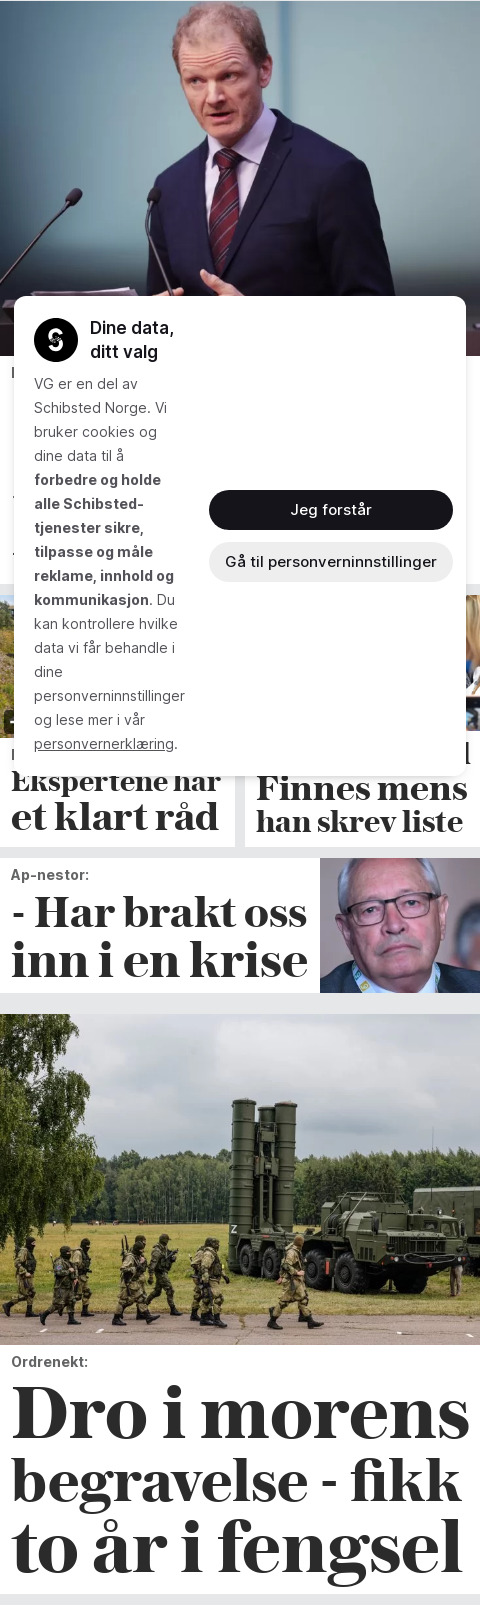 Dine data,
ditt valg
VG er en del av
Schibsted Norge. Vi
bruker cookies og
dine data til å
forbedre og holde
alle Schibsted-
tjenester sikre,
tilpasse og måle
reklame, innhold og
kommunikasjon. Du
kan kontrollere hvilke
data vi får behandle i
dine
personverninnstillinger
og lese mer i vår
personvernerklæring.
Jeg forstår
Gå til personverninnstillinger
Ekspertene har
et klart råd
Finnes mens
han skrev liste
Ap-nestor:
- Har brakt oss
inn i en krise
Ordrenekt:
Dro i morens
begravelse - fikk
to år i fengsel